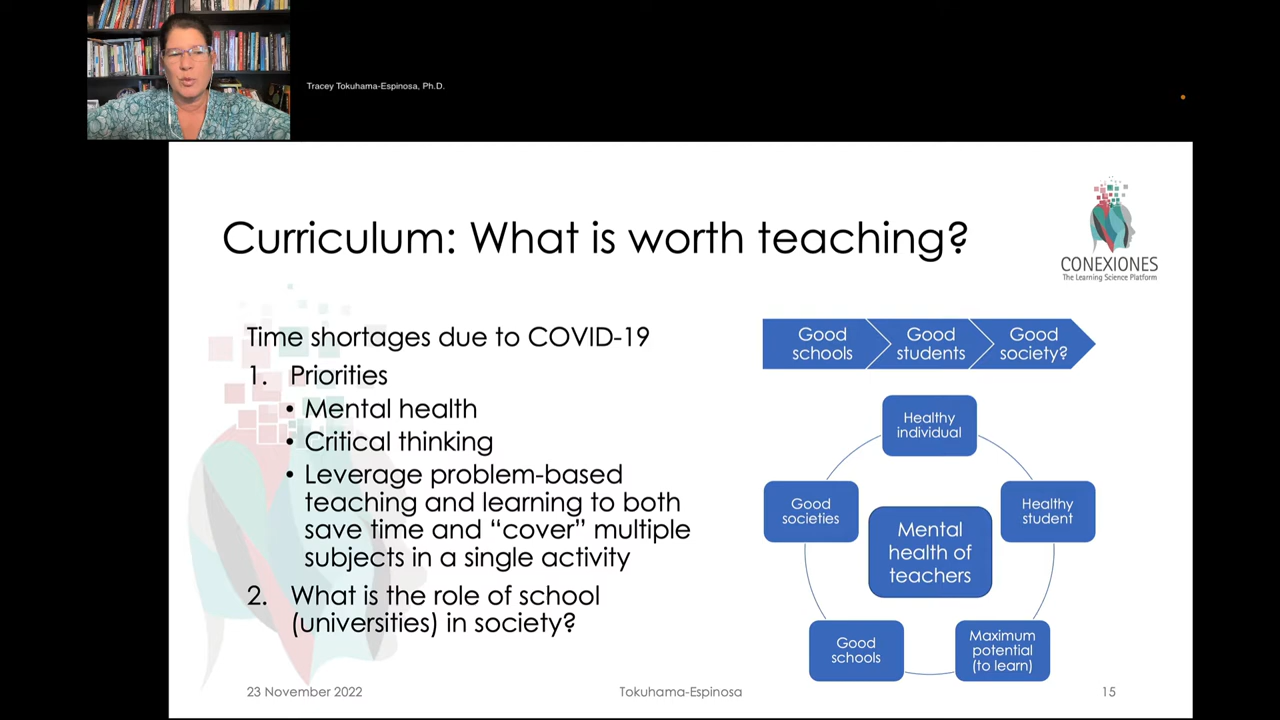 Tracey Tokuhama-Espinosa, Ph.D.
Curriculum: What is worth teaching?
CONEXIONES
The Learning Science Platform
Time shortages due to COVID-19
1. Priorities
• Mental health
• Critical thinking
• Leverage problem-based
teaching and learning to both
save time and “cover” multiple
subjects in a single activity
2. What is the role of school
(universities) in society?
Good
schools
Good
students
Good
society?
Healthy
individual
Healthy
student
Maximum
potential
(to learn)
Good
schools
Good
societies
Mental
health of
teachers
23 November 2022
Tokuhama-Espinosa
15